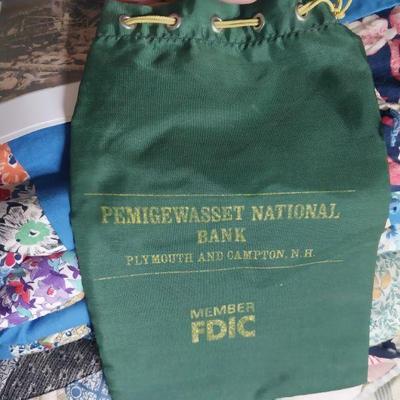 PEMIGEWASSET NATIONAL
BANK
PLYMOUTH AND CAMPTON, N.H.
MEMBER
FDIC